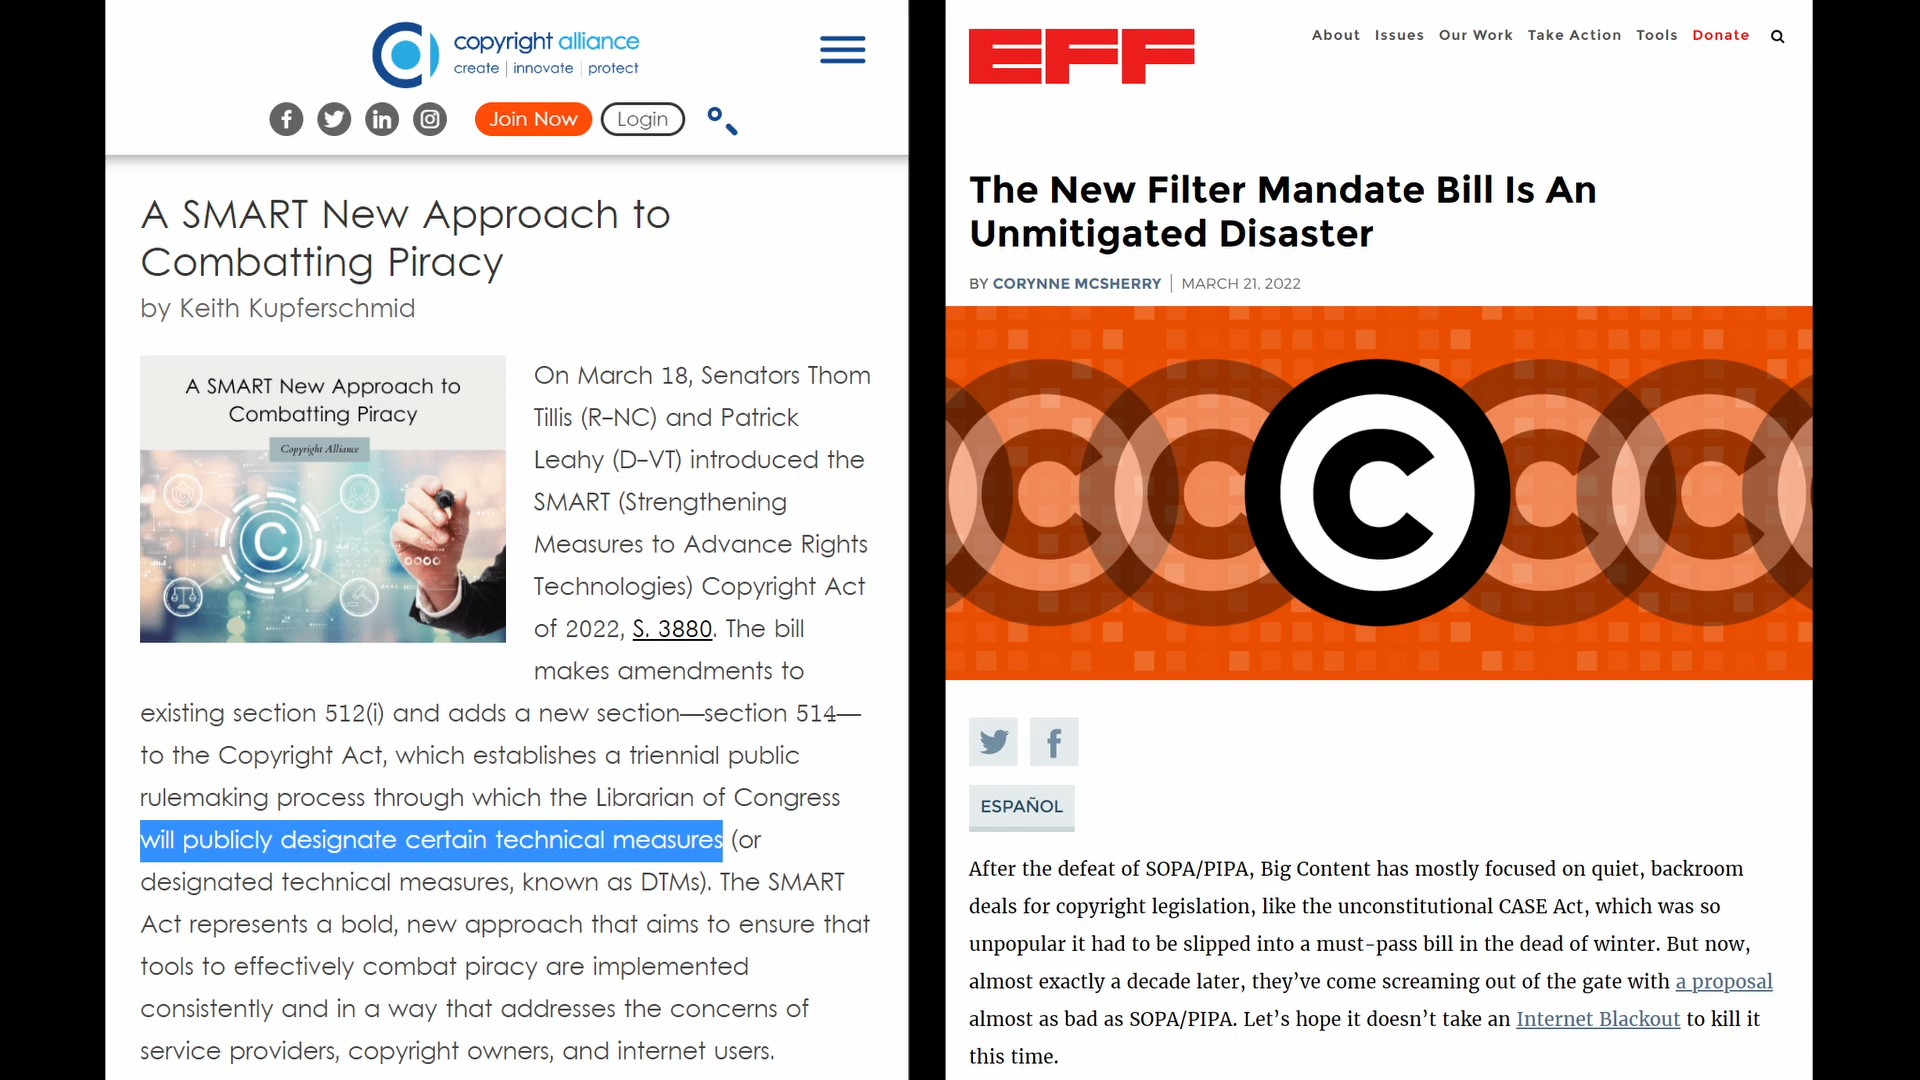 copyright alliance
create | innovate | protect
Join Now
Login
A SMART New Approach to
Combatting Piracy
by Keith Kupferschmid
A SMART New Approach to
Combatting Piracy
Copyright Alliance
C
On March 18, Senators Thom
Tillis (R–NC) and Patrick
Leahy (D–VT) introduced the
SMART (Strengthening
Measures to Advance Rights
Technologies) Copyright Act
of 2022, S. 3880. The bill
makes amendments to
existing section 512(i) and adds a new section—section 514—
to the Copyright Act, which establishes a triennial public
rulemaking process through which the Librarian of Congress
will publicly designate certain technical measures (or
designated technical measures, known as DTMs). The SMART
Act represents a bold, new approach that aims to ensure that
tools to effectively combat piracy are implemented
consistently and in a way that addresses the concerns of
service providers, copyright owners, and internet users.
EFF
About Issues Our Work Take Action Tools Donate
The New Filter Mandate Bill Is An
Unmitigated Disaster
BY CORYNNE MCSHERRY | MARCH 21, 2022
C C C C C
ESPAÑOL
After the defeat of SOPA/PIPA, Big Content has mostly focused on quiet, backroom
deals for copyright legislation, like the unconstitutional CASE Act, which was so
unpopular it had to be slipped into a must-pass bill in the dead of winter. But now,
almost exactly a decade later, they’ve come screaming out of the gate with a proposal
almost as bad as SOPA/PIPA. Let’s hope it doesn’t take an Internet Blackout to kill it
this time.